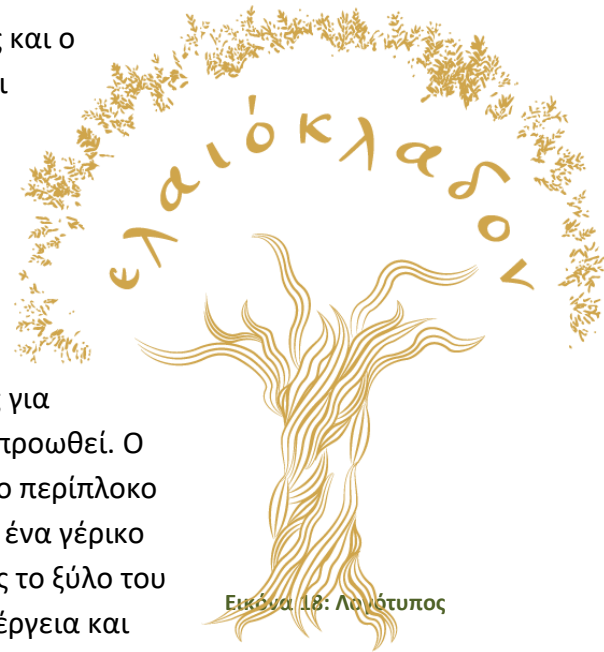 ς και ο
ι
ελαιόκλαδον
για
προωθεί. Ο
ο περίπλοκο
ένα γέρικο
ς το ξύλο του
έργεια και
Εικόνα 18: Λογότυπος